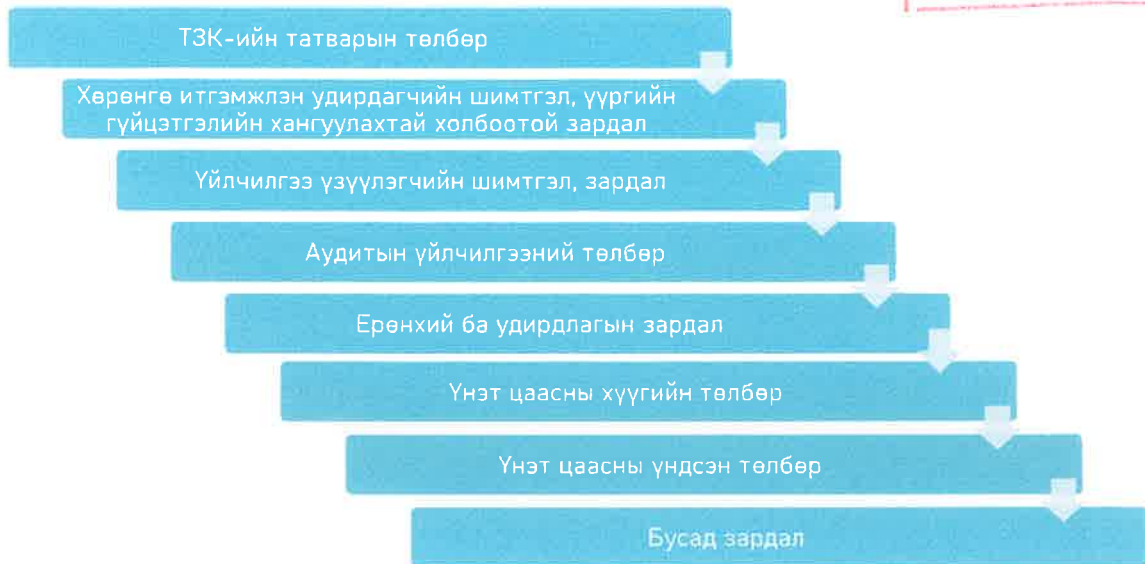 ТЗК-ийн татварын төлбөр
Хөрөнгө итгэмжлэн удирдагчийн шимтгэл, үүргийн
гүйцэтгэлийн хангуулахтай холбоотой зардал
Үйлчилгээ үзүүлэгчийн шимтгэл, зардал
Аудитын үйлчилгээний төлбөр
Ерөнхий ба удирдлагын зардал
Үнэт цаасны хүүгийн төлбөр
Үнэт цаасны үндсэн төлбөр
Бусад зардал